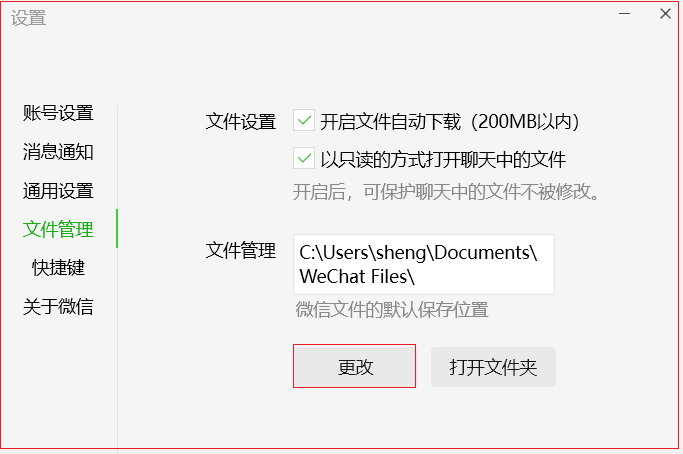 设置
账号设置
消息通知
通用设置
文件管理
快捷键
关于微信
文件设置
开启文件自动下载（200MB以内）
以只读的方式打开聊天中的文件
开启后，可保护聊天中的文件不被修改。
文件管理
C:\Users\sheng\Documents\
WeChat Files\
微信文件的默认保存位置
更改
打开文件夹